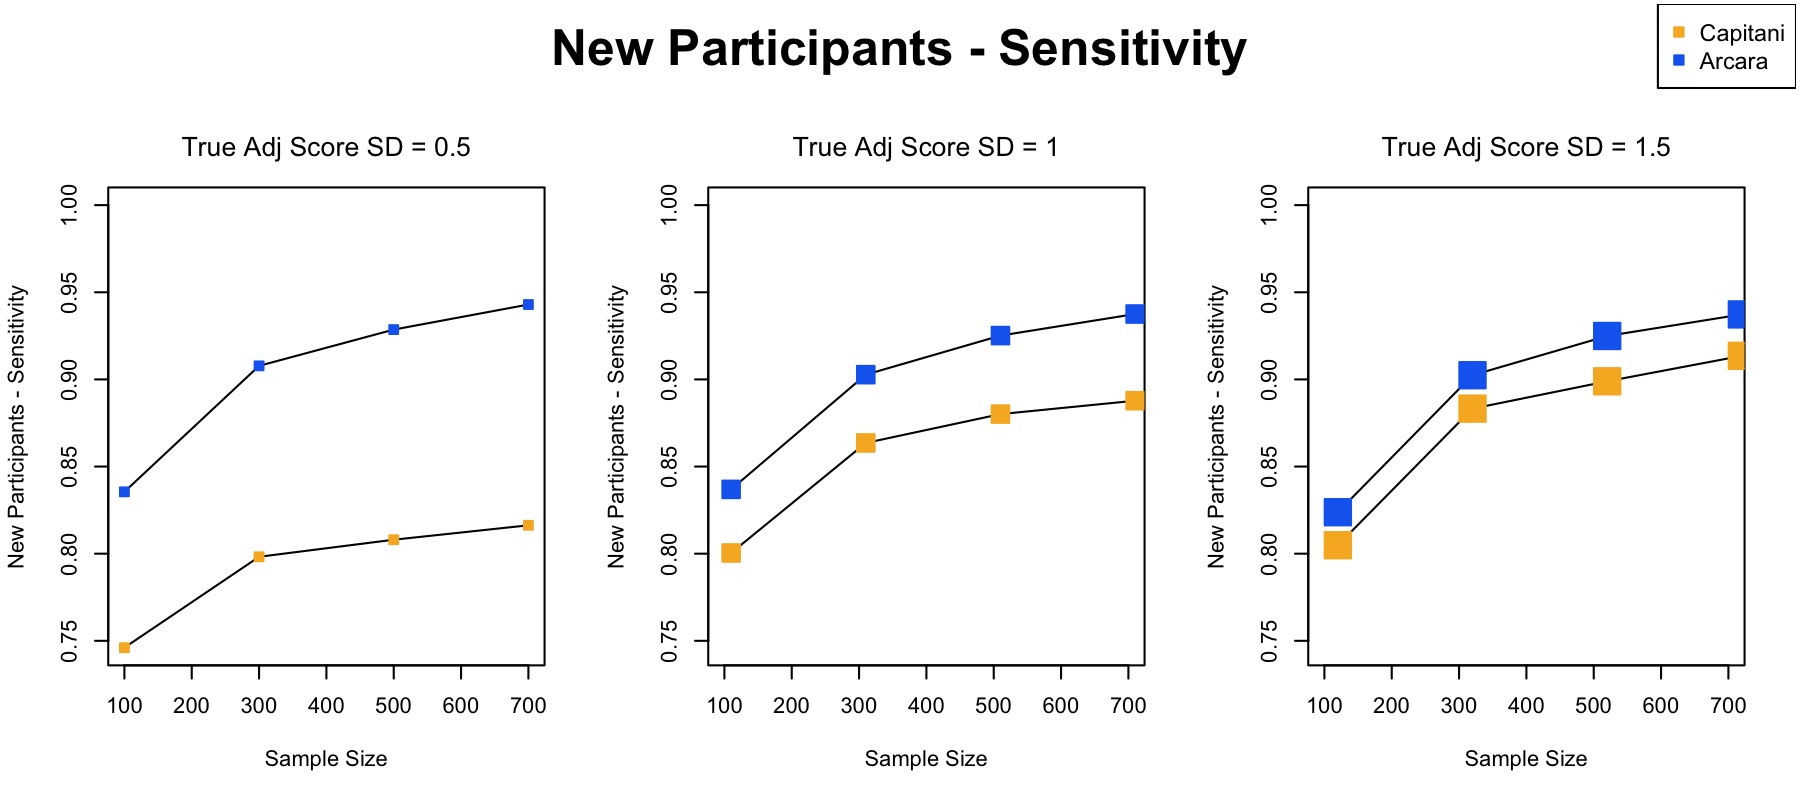 New Participants - Sensitivity
Capitani
Arcara
True Adj Score SD = 0.5
New Participants - Sensitivity
1.00
0.95
0.90
0.85
0.80
0.75
100 200 300 400 500 600 700
Sample Size
True Adj Score SD = 1
New Participants - Sensitivity
1.00
0.95
0.90
0.85
0.80
0.75
100 200 300 400 500 600 700
Sample Size
True Adj Score SD = 1.5
New Participants - Sensitivity
1.00
0.95
0.90
0.85
0.80
0.75
100 200 300 400 500 600 700
Sample Size